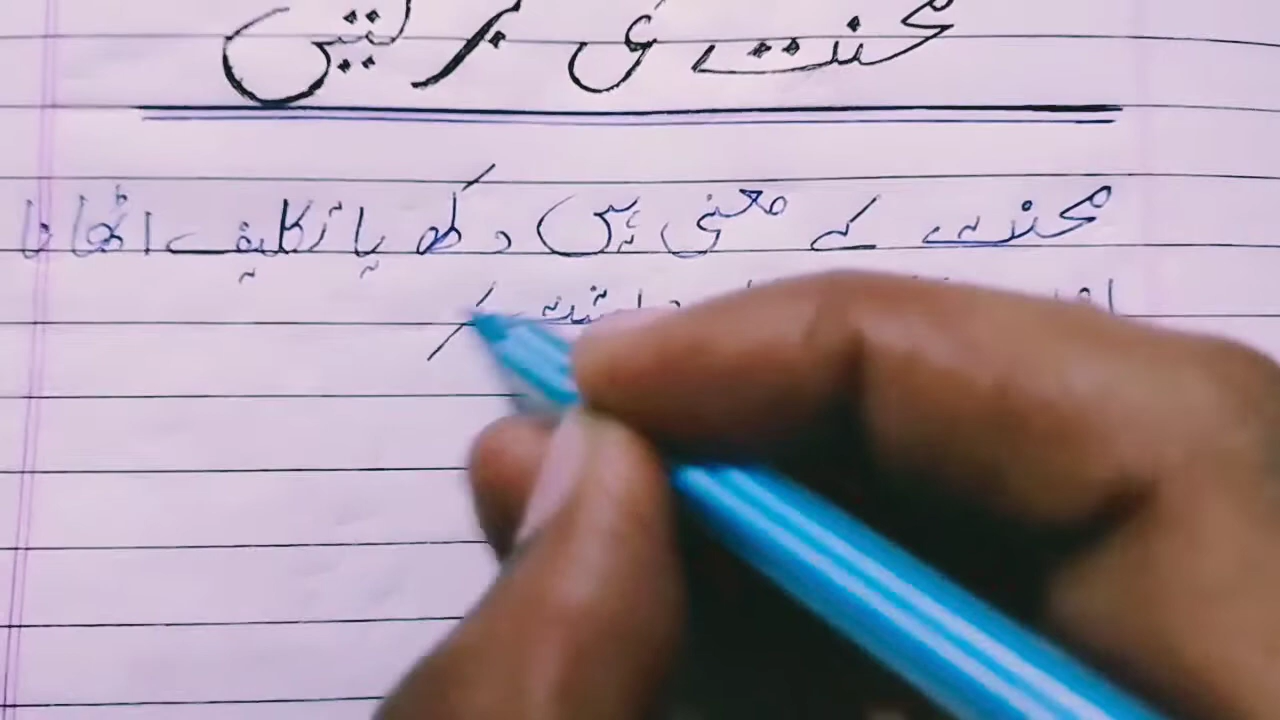 محنت کی برکتیں
محنت کے معنی ہیں دکھ یا تکلیف اٹھانا